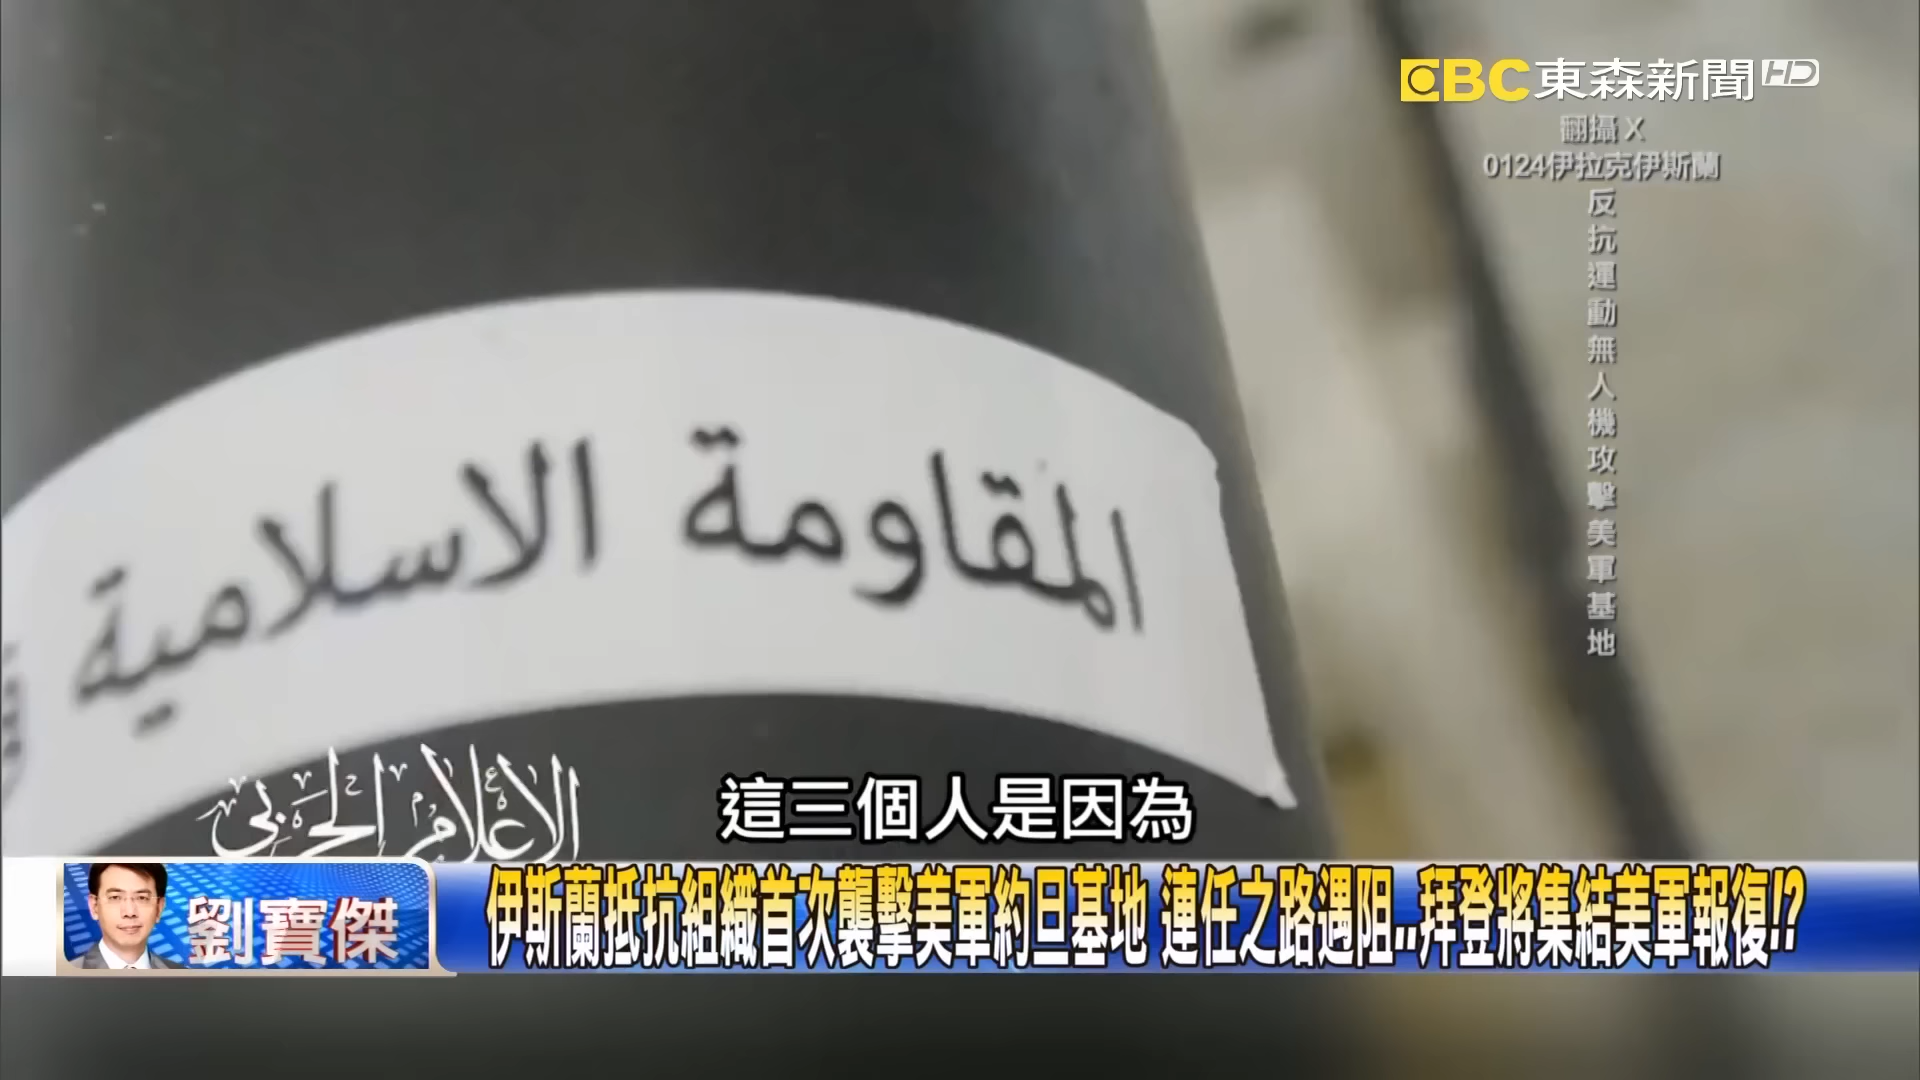 EBC東森新聞HD
翻攝 X
0124伊拉克伊斯蘭
反抗運動無人機攻擊美軍基地
المقاومة الاسلامية
الإعلام الحربي
這三個人是因為
劉寶傑
伊斯蘭抵抗組織首次襲擊美軍約旦基地 連任之路遇阻..拜登將集結美軍報復!?